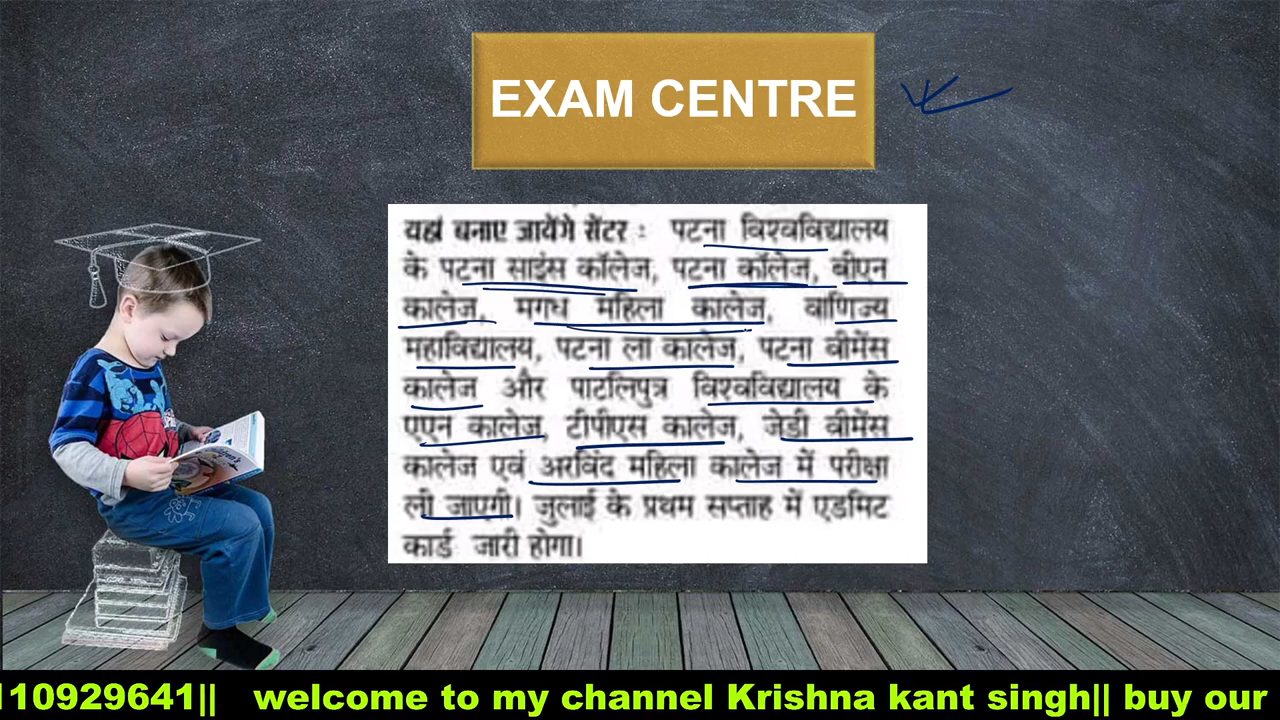 EXAM CENTRE
यहां बनाए जायेंगे सेंटर : पटना विश्वविद्यालय
के पटना साइंस कॉलेज, पटना कॉलेज, बीएन
कालेज, मगध महिला कालेज, वाणिज्य
महाविद्यालय, पटना ला कालेज, पटना वीमेंस
कालेज और पाटलिपुत्र विश्वविद्यालय के
एएन कालेज, टीपीएस कालेज, जेडी वीमेंस
कालेज एवं अरविंद महिला कालेज में परीक्षा
ली जाएगी। जुलाई के प्रथम सप्ताह में एडमिट
कार्ड जारी होगा।
110929641|| welcome to my channel Krishna kant singh|| buy our